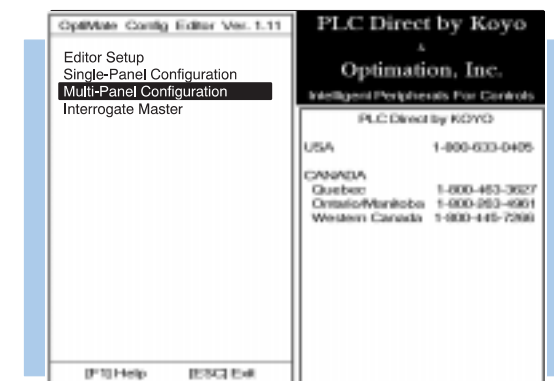 OptiMate Config Editor Ver. 1.11
Editor Setup
Single-Panel Configuration
Multi-Panel Configuration
Interrogate Master
[F1] Help [ESC] Exit
PLC Direct by Koyo
&
Optimation, Inc.
Intelligent Peripherals For Controls
PLC Direct by KOYO
USA 1-800-633-0405
CANADA
Quebec 1-800-463-3627
Ontario/Manitoba 1-800-263-4961
Western Canada 1-800-445-7266